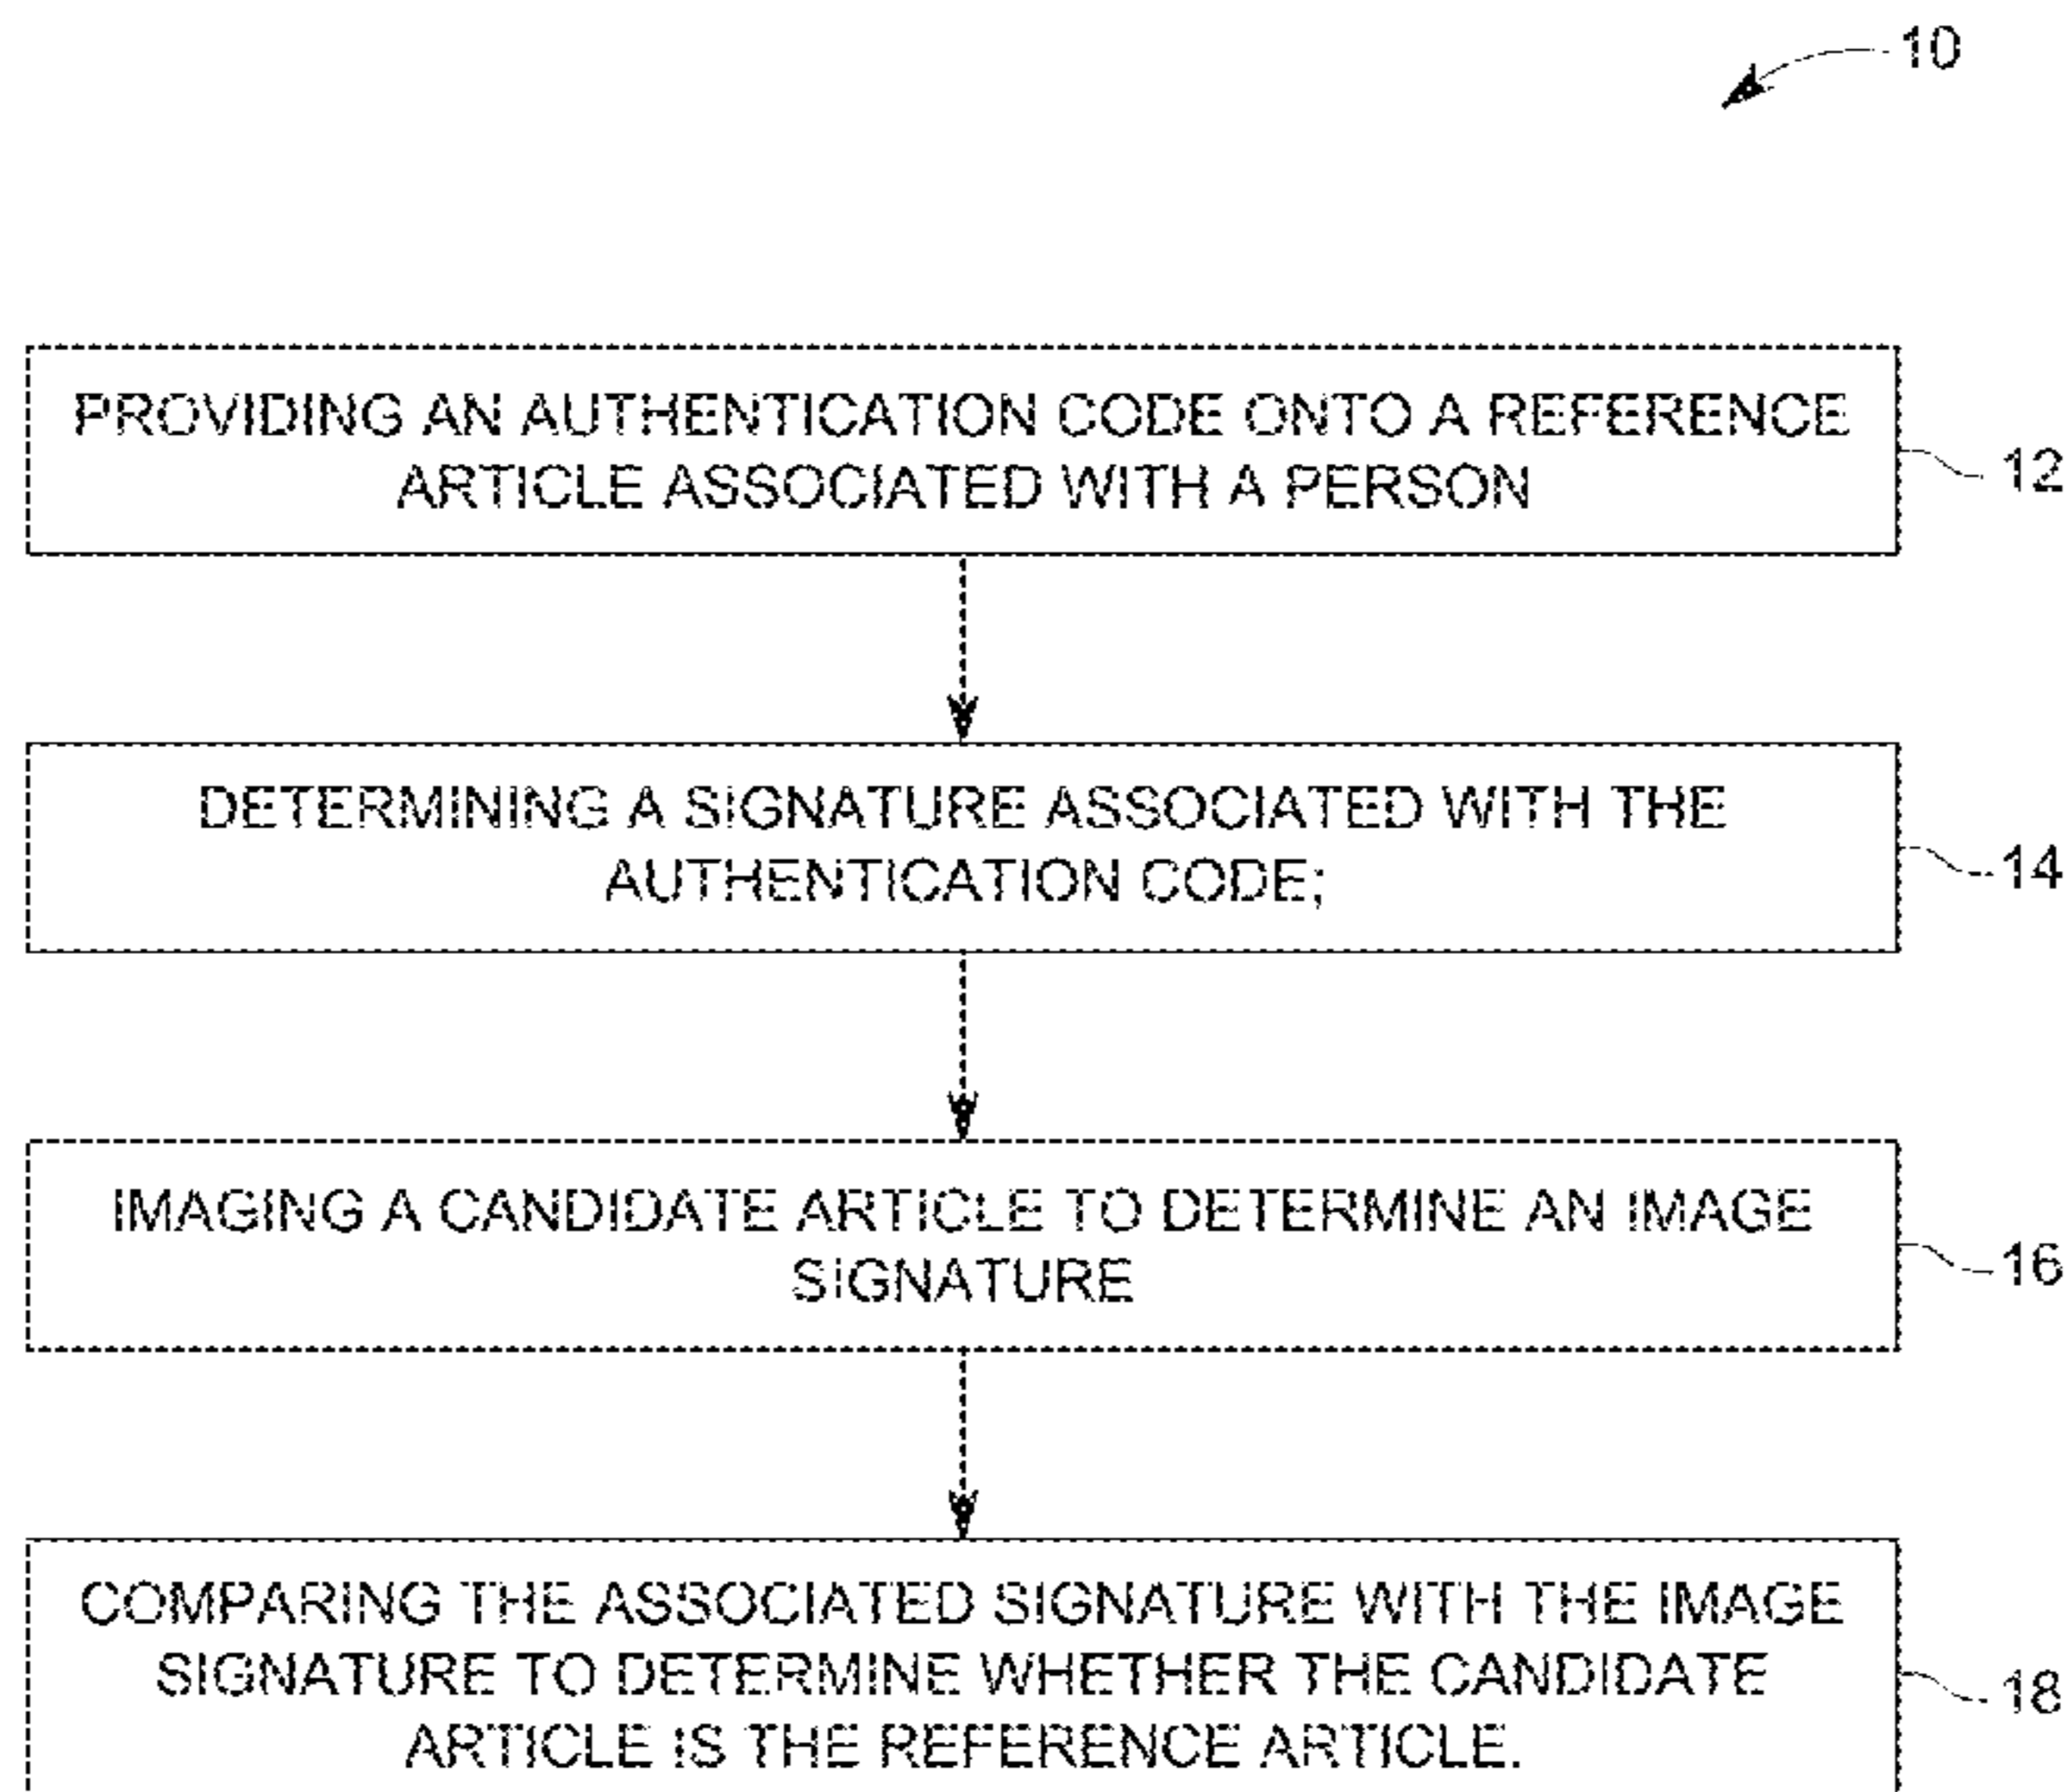 10
PROVIDING AN AUTHENTICATION CODE ONTO A REFERENCE
ARTICLE ASSOCIATED WITH A PERSON
12
DETERMINING A SIGNATURE ASSOCIATED WITH THE
AUTHENTICATION CODE;
14
IMAGING A CANDIDATE ARTICLE TO DETERMINE AN IMAGE
SIGNATURE
16
COMPARING THE ASSOCIATED SIGNATURE WITH THE IMAGE
SIGNATURE TO DETERMINE WHETHER THE CANDIDATE
ARTICLE IS THE REFERENCE ARTICLE.
18